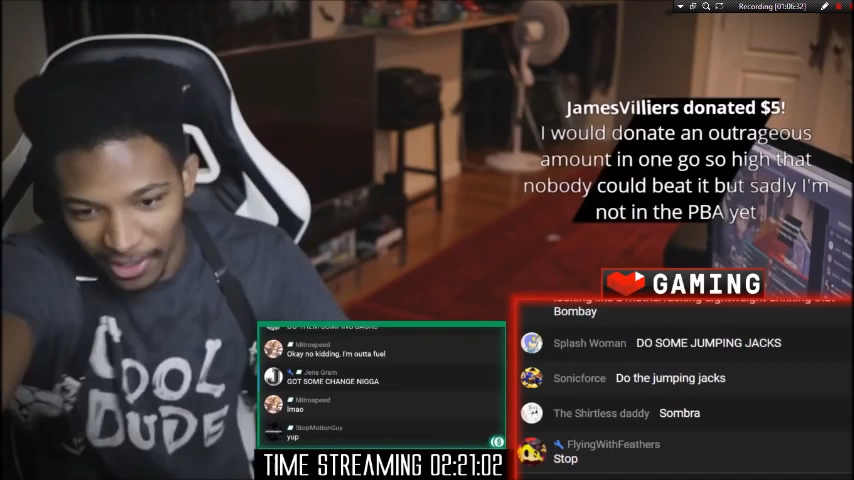 Recording [01:06:32]
JamesVilliers donated $5!
I would donate an outrageous
amount in one go so high that
nobody could beat it but sadly I'm
not in the PBA yet
GAMING
Bombay
Splash Woman DO SOME JUMPING JACKS
Sonicforce Do the jumping jacks
The Shirtless daddy Sombra
FlyingWithFeathers
Stop
Mitrospeed
Okay no kidding, I'm outta fuel
Jens Gram
GOT SOME CHANGE NIGGA
Mitrospeed
lmao
StopMotionGuy
yup
TIME STREAMING 02:21:02
COOL
DUDE